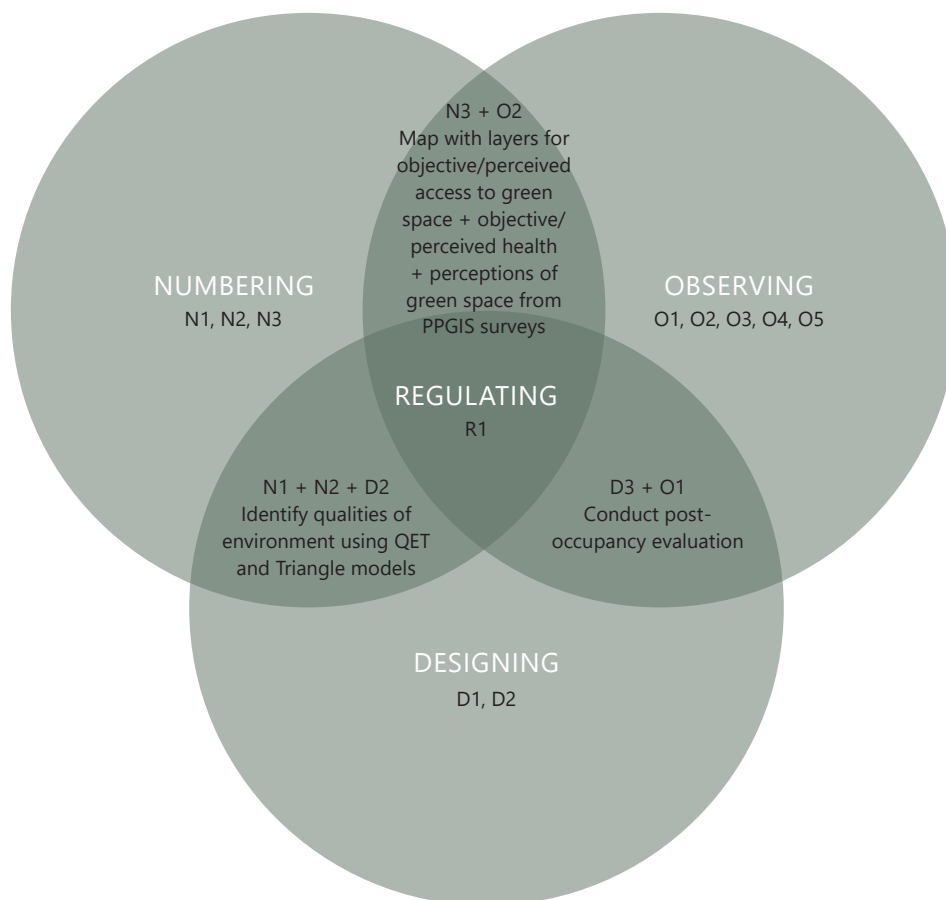 N3 + O2
Map with layers for
objective/perceived
access to green
space + objective/
perceived health
+ perceptions of
green space from
PPGIS surveys
NUMBERING
N1, N2, N3
OBSERVING
O1, O2, O3, O4, O5
REGULATING
R1
N1 + N2 + D2
Identify qualities of
environment using QET
and Triangle models
D3 + O1
Conduct post-
occupancy evaluation
DESIGNING
D1, D2